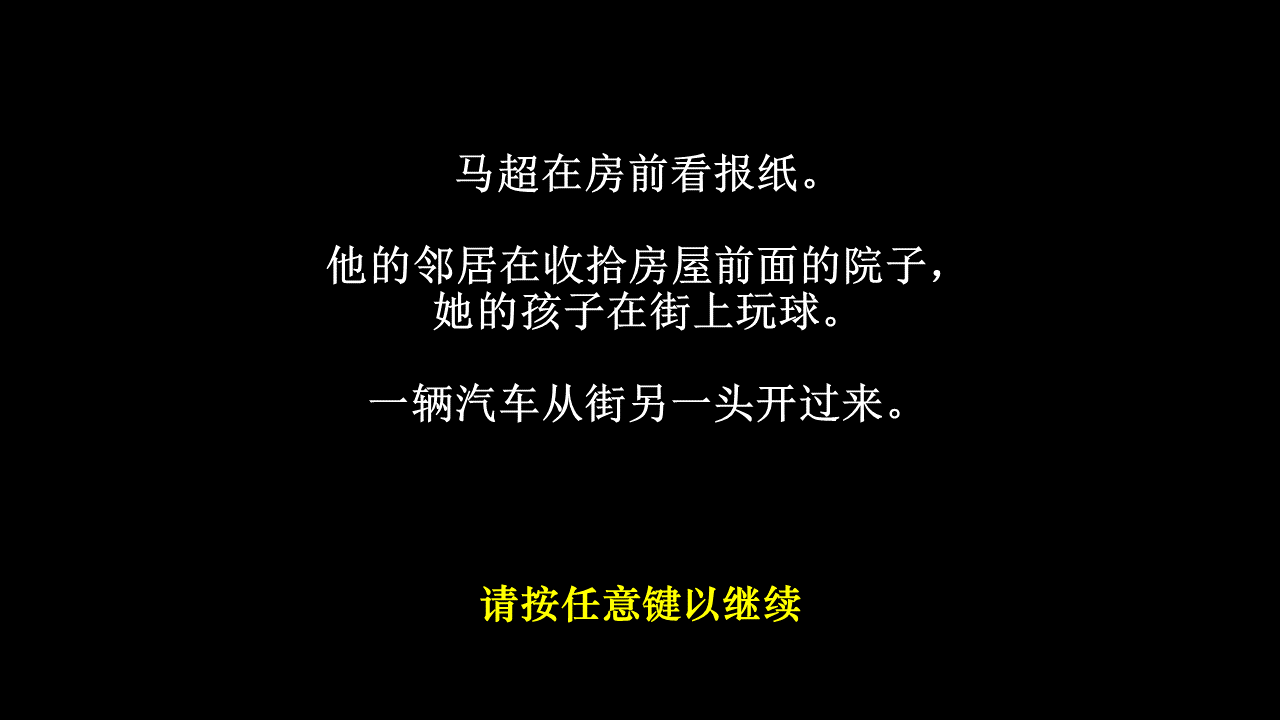 马超在房前看报纸。
他的邻居在收拾房屋前面的院子，
她的孩子在街上玩球。
一辆汽车从街另一头开过来。
请按任意键以继续